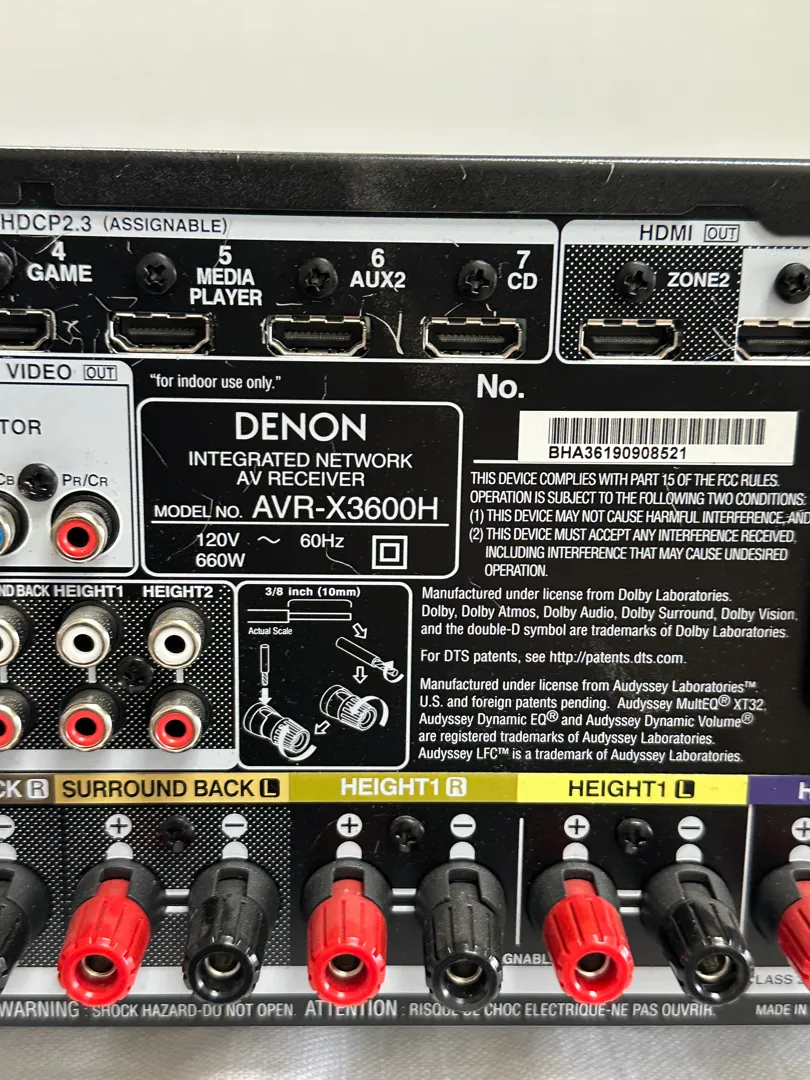 HDCP2.3 (ASSIGNABLE)
4
GAME
5
MEDIA
PLAYER
6
AUX2
7
CD
HDMI OUT
ZONE2
VIDEO OUT
TOR
CB
PR/CR
"for indoor use only."
DENON
INTEGRATED NETWORK
AV RECEIVER
MODEL NO. AVR-X3600H
120V ~ 60Hz
660W
No.
BHA36190908521
THIS DEVICE COMPLIES WITH PART 15 OF THE FCC RULES.
OPERATION IS SUBJECT TO THE FOLLOWING TWO CONDITIONS:
(1) THIS DEVICE MAY NOT CAUSE HARMFUL INTERFERENCE, AND
(2) THIS DEVICE MUST ACCEPT ANY INTERFERENCE RECEIVED,
INCLUDING INTERFERENCE THAT MAY CAUSE UNDESIRED
OPERATION.
ND BACK HEIGHT1 HEIGHT2
3/8 inch (10mm)
Actual Scale
Manufactured under license from Dolby Laboratories.
Dolby, Dolby Atmos, Dolby Audio, Dolby Surround, Dolby Vision,
and the double-D symbol are trademarks of Dolby Laboratories.
For DTS patents, see http://patents.dts.com.
Manufactured under license from Audyssey Laboratories™.
U.S. and foreign patents pending. Audyssey MultEQ® XT32,
Audyssey Dynamic EQ® and Audyssey Dynamic Volume®
are registered trademarks of Audyssey Laboratories.
Audyssey LFC™ is a trademark of Audyssey Laboratories.
CK R SURROUND BACK L HEIGHT1 R HEIGHT1 L H
GNABL
CLASS 2
WARNING : SHOCK HAZARD-DO NOT OPEN. ATTENTION : RISQUE DE CHOC ELECTRIQUE-NE PAS OUVRIR.
MADE IN